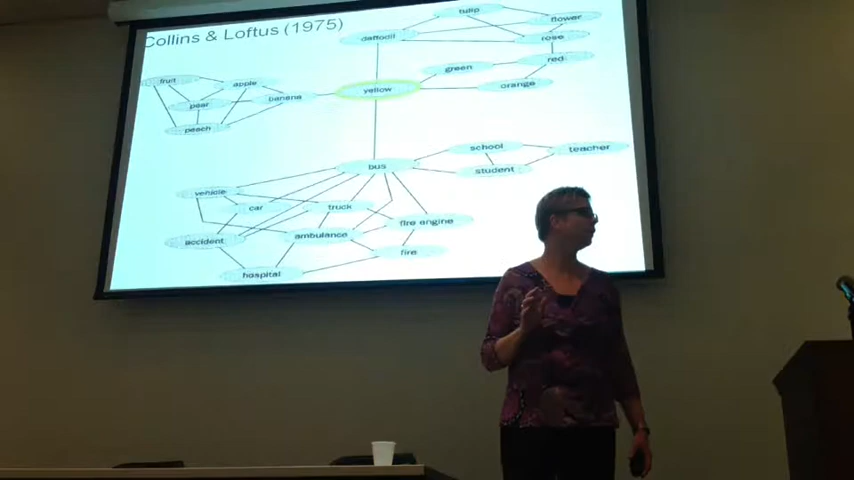 Collins & Loftus (1975)
tulip
flower
daffodil
rose
red
green
fruit
apple
yellow
orange
banana
pear
peach
school
teacher
bus
student
vehicle
car
truck
fire engine
ambulance
accident
fire
hospital